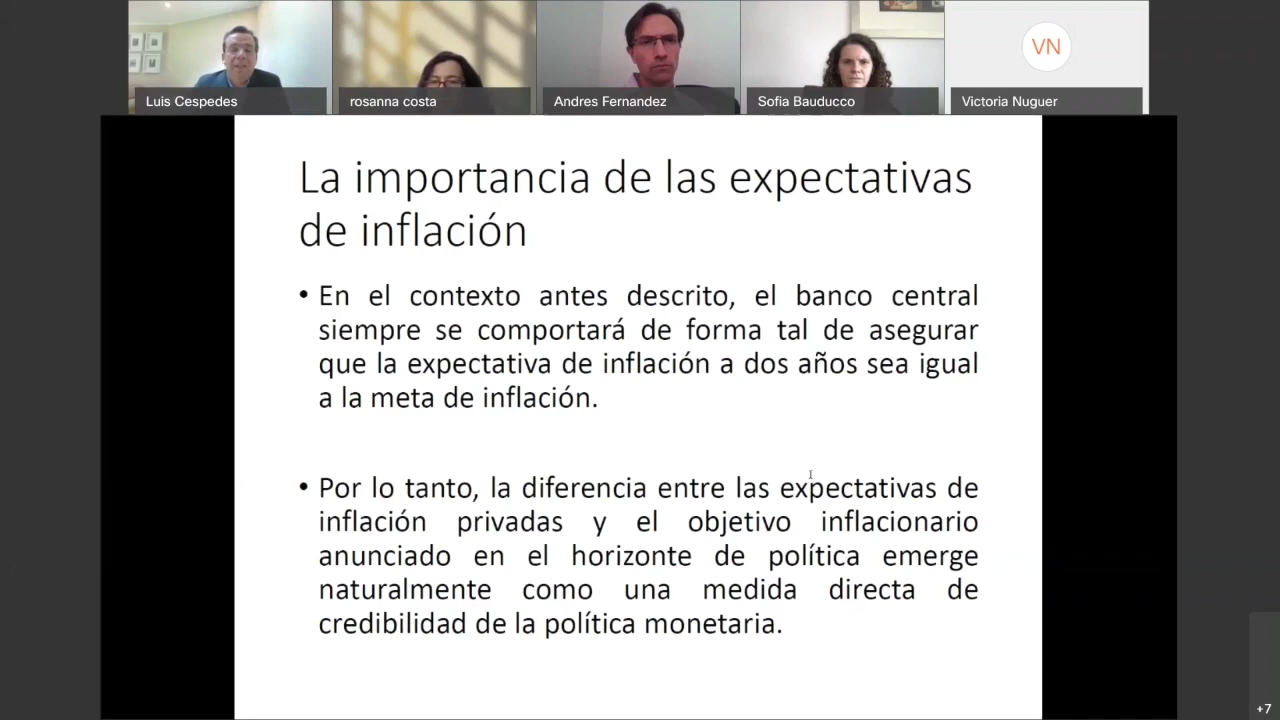 Luis Cespedes
rosanna costa
Andres Fernandez
Sofia Bauducco
VN
Victoria Nuguer
La importancia de las expectativas
de inflación
• En el contexto antes descrito, el banco central
siempre se comportará de forma tal de asegurar
que la expectativa de inflación a dos años sea igual
a la meta de inflación.
• Por lo tanto, la diferencia entre las expectativas de
inflación privadas y el objetivo inflacionario
anunciado en el horizonte de política emerge
naturalmente como una medida directa de
credibilidad de la política monetaria.
+7